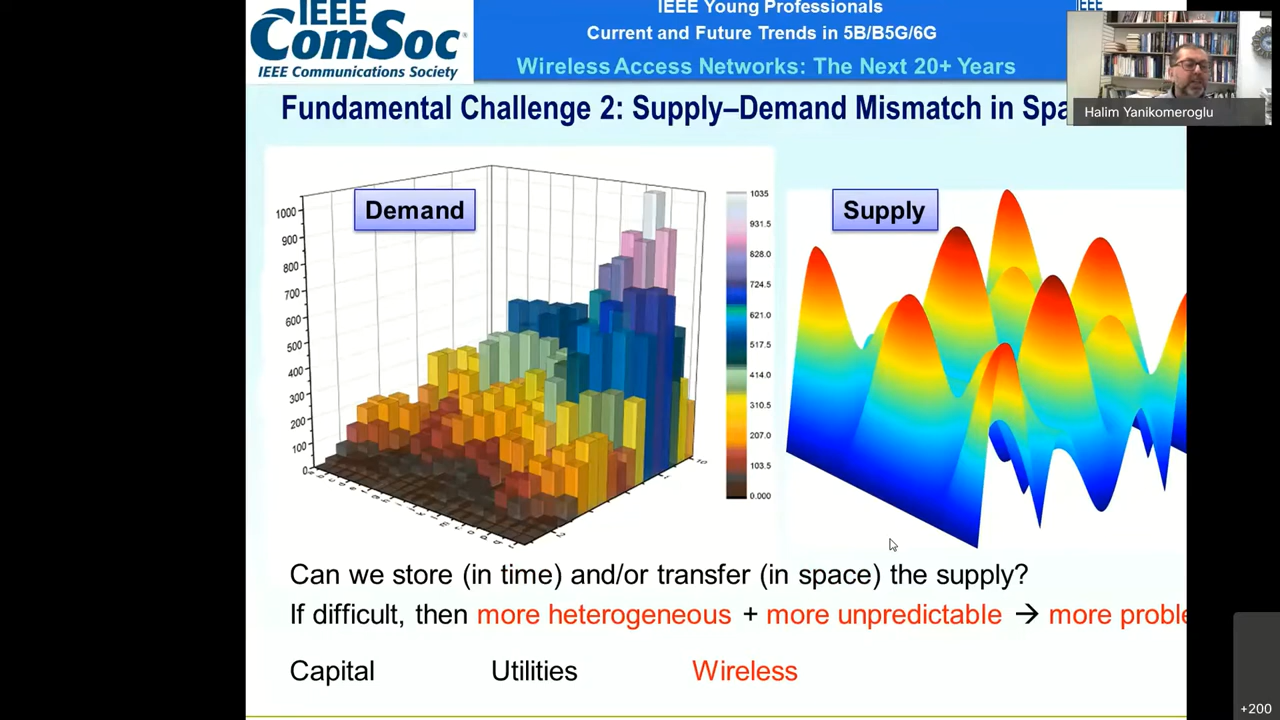 IEEE
ComSoc
IEEE Communications Society
IEEE Young Professionals
Current and Future Trends in 5B/B5G/6G
Wireless Access Networks: The Next 20+ Years
IEEE
Halim Yanikomeroglu
Fundamental Challenge 2: Supply–Demand Mismatch in Spa
Demand
1000
900
800
700
600
500
400
300
200
100
0
10
1035
931.5
828.0
724.5
621.0
517.5
414.0
310.5
207.0
103.5
0.000
Supply
Can we store (in time) and/or transfer (in space) the supply?
If difficult, then more heterogeneous + more unpredictable → more proble
Capital Utilities Wireless
+200